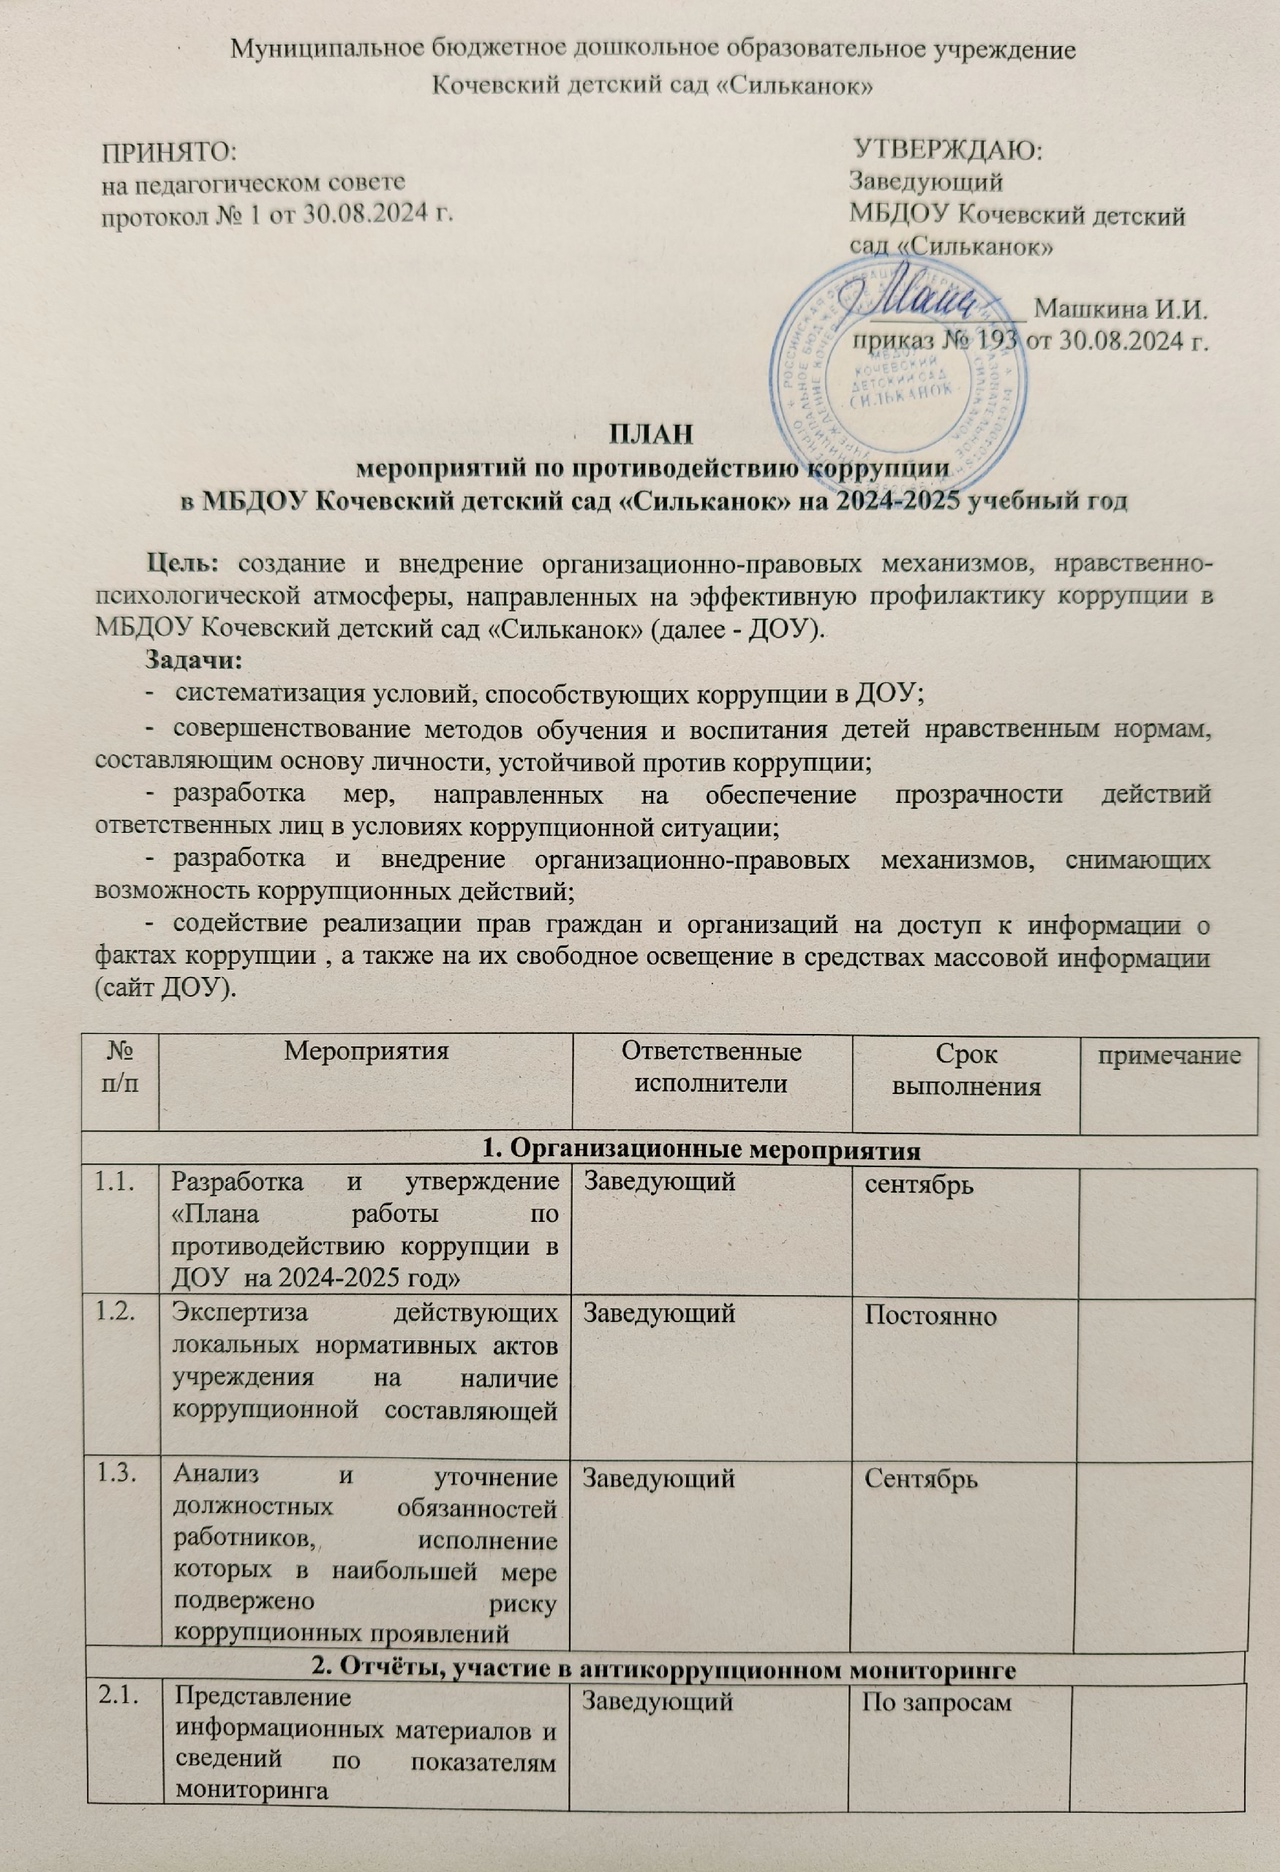 Муниципальное бюджетное дошкольное образовательное учреждение
Кочевский детский сад «Сильканок»
ПРИНЯТО:
на педагогическом совете
протокол № 1 от 30.08.2024 г.
УТВЕРЖДАЮ:
Заведующий
МБДОУ Кочевский детский
сад «Сильканок»
Машкина И.И.
приказ № 193 от 30.08.2024 г.
МБДОУ
КОЧЕВСКИЙ
ДЕТСКИЙ САД
СИЛЬКАНОК
ПЛАН
мероприятий по противодействию коррупции
в МБДОУ Кочевский детский сад «Сильканок» на 2024-2025 учебный год
Цель: создание и внедрение организационно-правовых механизмов, нравственно-
психологической атмосферы, направленных на эффективную профилактику коррупции в
МБДОУ Кочевский детский сад «Сильканок» (далее - ДОУ).
Задачи:
- систематизация условий, способствующих коррупции в ДОУ;
- совершенствование методов обучения и воспитания детей нравственным нормам,
составляющим основу личности, устойчивой против коррупции;
- разработка мер, направленных на обеспечение прозрачности действий
ответственных лиц в условиях коррупционной ситуации;
- разработка и внедрение организационно-правовых механизмов, снимающих
возможность коррупционных действий;
- содействие реализации прав граждан и организаций на доступ к информации о
фактах коррупции , а также на их свободное освещение в средствах массовой информации
(сайт ДОУ).
№
п/п
Мероприятия
Ответственные
исполнители
Срок
выполнения
примечание
1. Организационные мероприятия
1.1.
Разработка и утверждение
«Плана работы по
противодействию коррупции в
ДОУ на 2024-2025 год»
Заведующий
сентябрь
1.2.
Экспертиза действующих
локальных нормативных актов
учреждения на наличие
коррупционной составляющей
Заведующий
Постоянно
1.3.
Анализ и уточнение
должностных обязанностей
работников, исполнение
которых в наибольшей мере
подвержено риску
коррупционных проявлений
Заведующий
Сентябрь
2. Отчёты, участие в антикоррупционном мониторинге
2.1.
Представление
информационных материалов и
сведений по показателям
мониторинга
Заведующий
По запросам